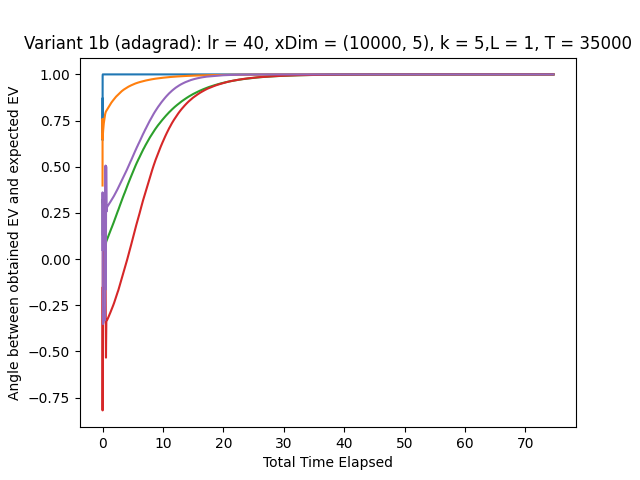 Variant 1b (adagrad): lr = 40, xDim = (10000, 5), k = 5,L = 1, T = 35000
Angle between obtained EV and expected EV
1.00
0.75
0.50
0.25
0.00
−0.25
−0.50
−0.75
0 10 20 30 40 50 60 70
Total Time Elapsed